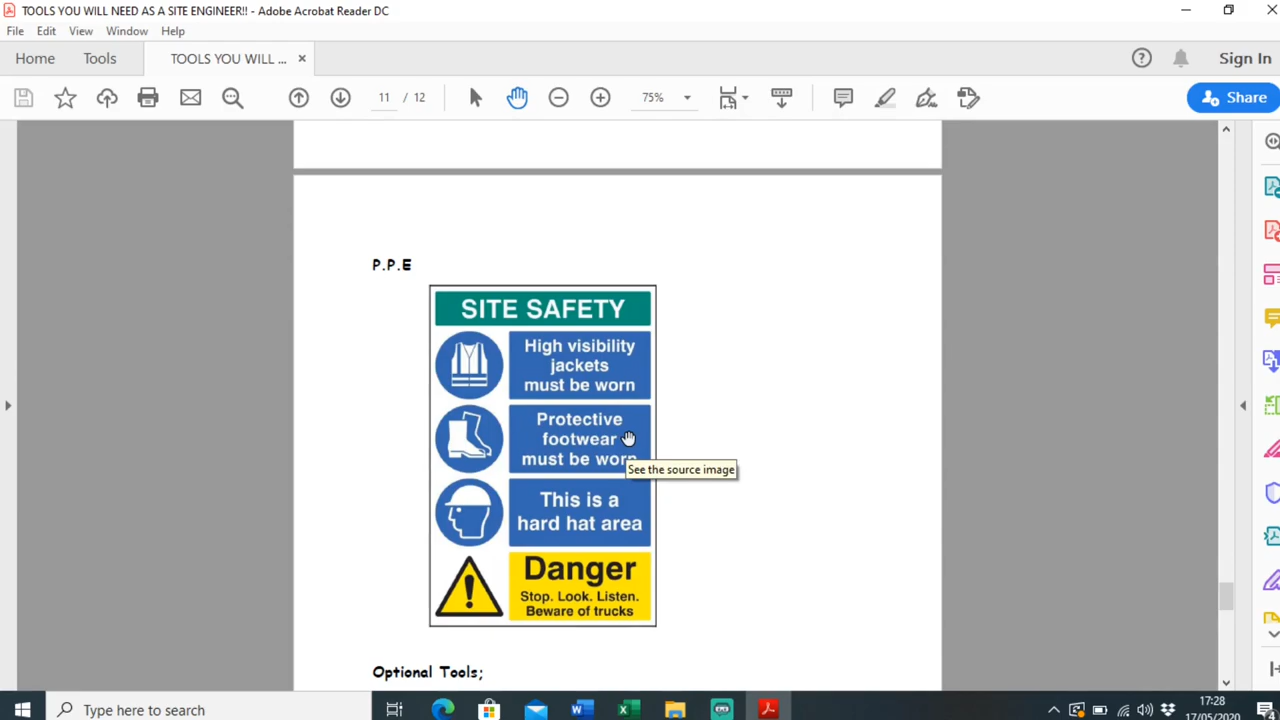 TOOLS YOU WILL NEED AS A SITE ENGINEER!! - Adobe Acrobat Reader DC
File Edit View Window Help
Home Tools TOOLS YOU WILL ... × Sign In
11 / 12 75% Share
P.P.E
SITE SAFETY
High visibility
jackets
must be worn
Protective
footwear
must be worn
See the source image
This is a
hard hat area
Danger
Stop. Look. Listen.
Beware of trucks
Optional Tools;
Type here to search
17:28
17/05/2020